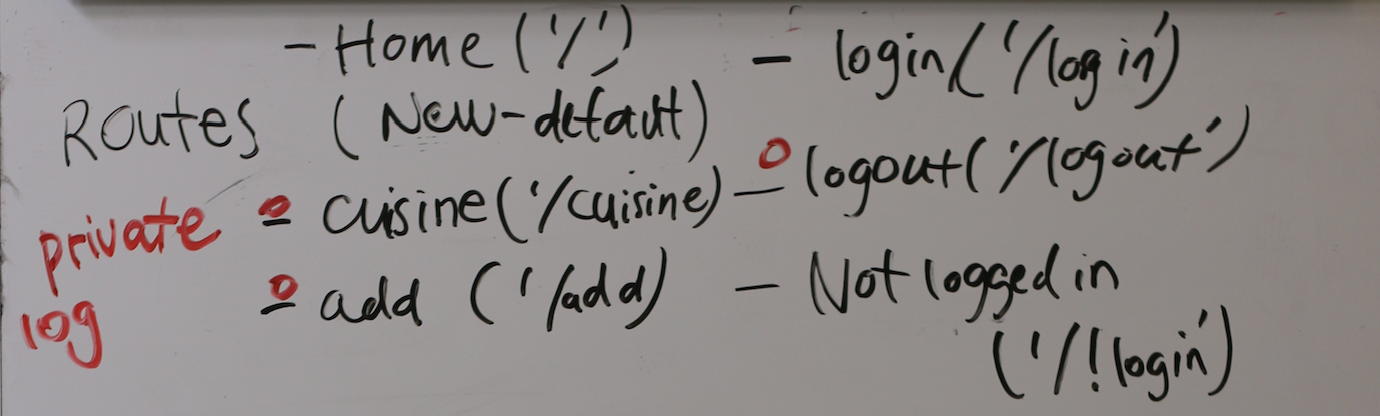 - Home ('/')
Routes (New-default)
private - cuisine ('/cuisine)
- add ('/add)
log
- login ('/login')
- logout ('/logout')
- Not logged in
('/!login')